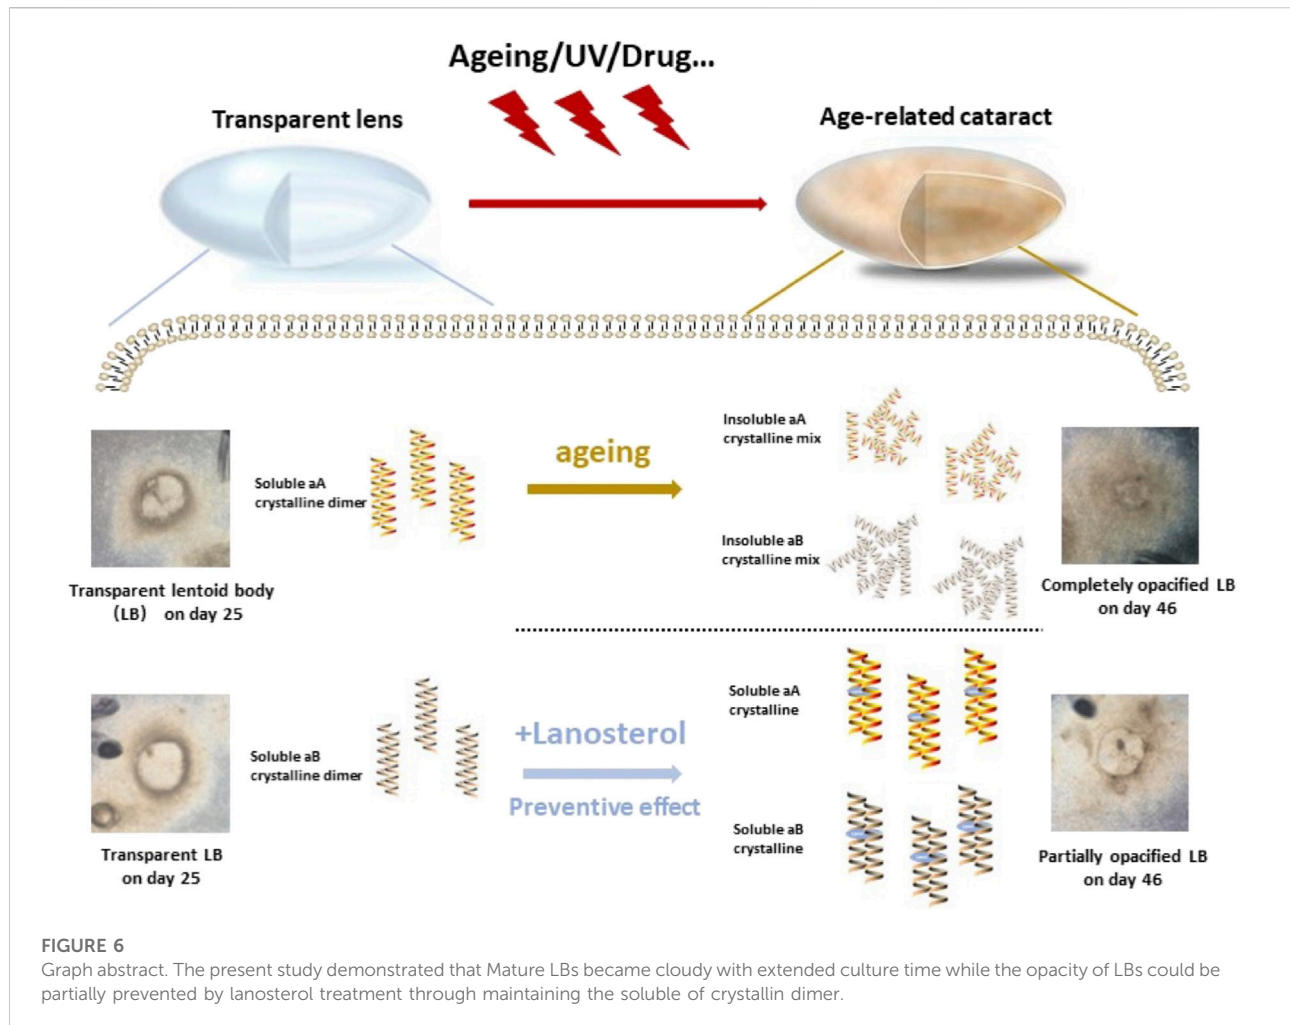 Ageing/UV/Drug...
Transparent lens
Age-related cataract
Soluble aA
crystalline dimer
ageing
Insoluble aA
crystalline mix
Insoluble aB
crystalline mix
Transparent lentoid body
(LB) on day 25
Completely opacified LB
on day 46
Soluble aB
crystalline dimer
+Lanosterol
Preventive effect
Soluble aA
crystalline
Soluble aB
crystalline
Transparent LB
on day 25
Partially opacified LB
on day 46
FIGURE 6
Graph abstract. The present study demonstrated that Mature LBs became cloudy with extended culture time while the opacity of LBs could be
partially prevented by lanosterol treatment through maintaining the soluble of crystallin dimer.